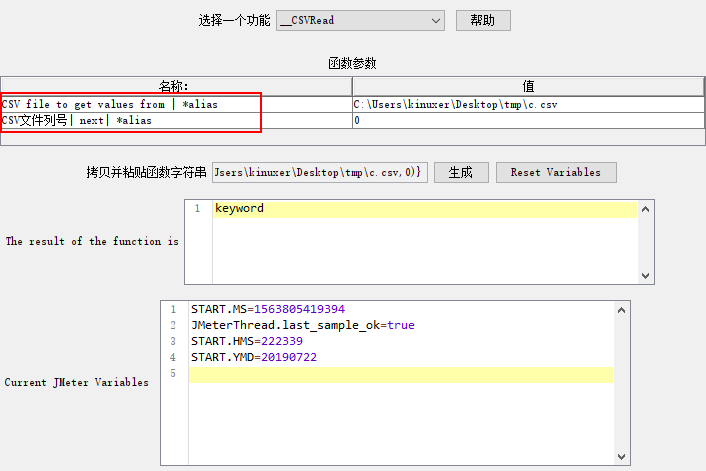 选择一个功能 __CSVRead 帮助
函数参数
名称: 值
CSV file to get values from | *alias C:\Users\kinuxer\Desktop\tmp\c.csv
CSV文件列号| next| *alias 0
拷贝并粘贴函数字符串 Jsers\kinuxer\Desktop\tmp\c.csv,0)} 生成 Reset Variables
1 keyword
The result of the function is
1 START.MS=1563805419394
2 JMeterThread.last_sample_ok=true
3 START.HMS=222339
4 START.YMD=20190722
5
Current JMeter Variables